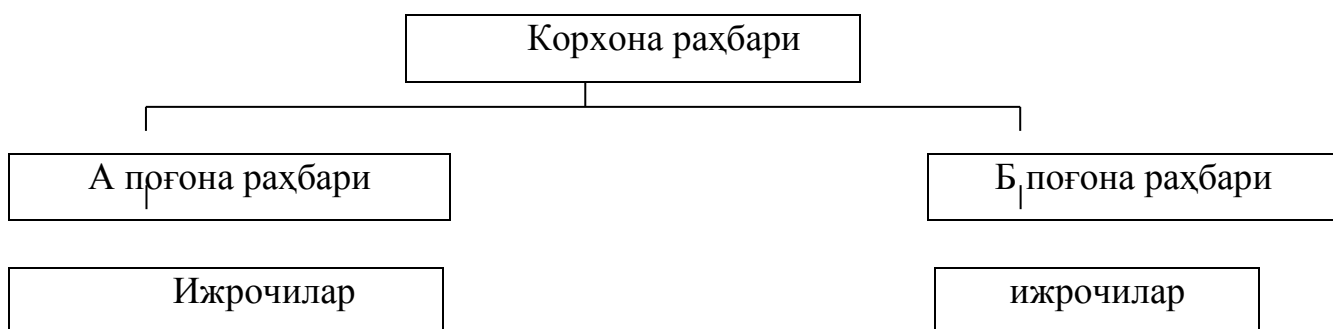 Корхона раҳбари
А поғона раҳбари
Б поғона раҳбари
Ижрочилар
ижрочилар